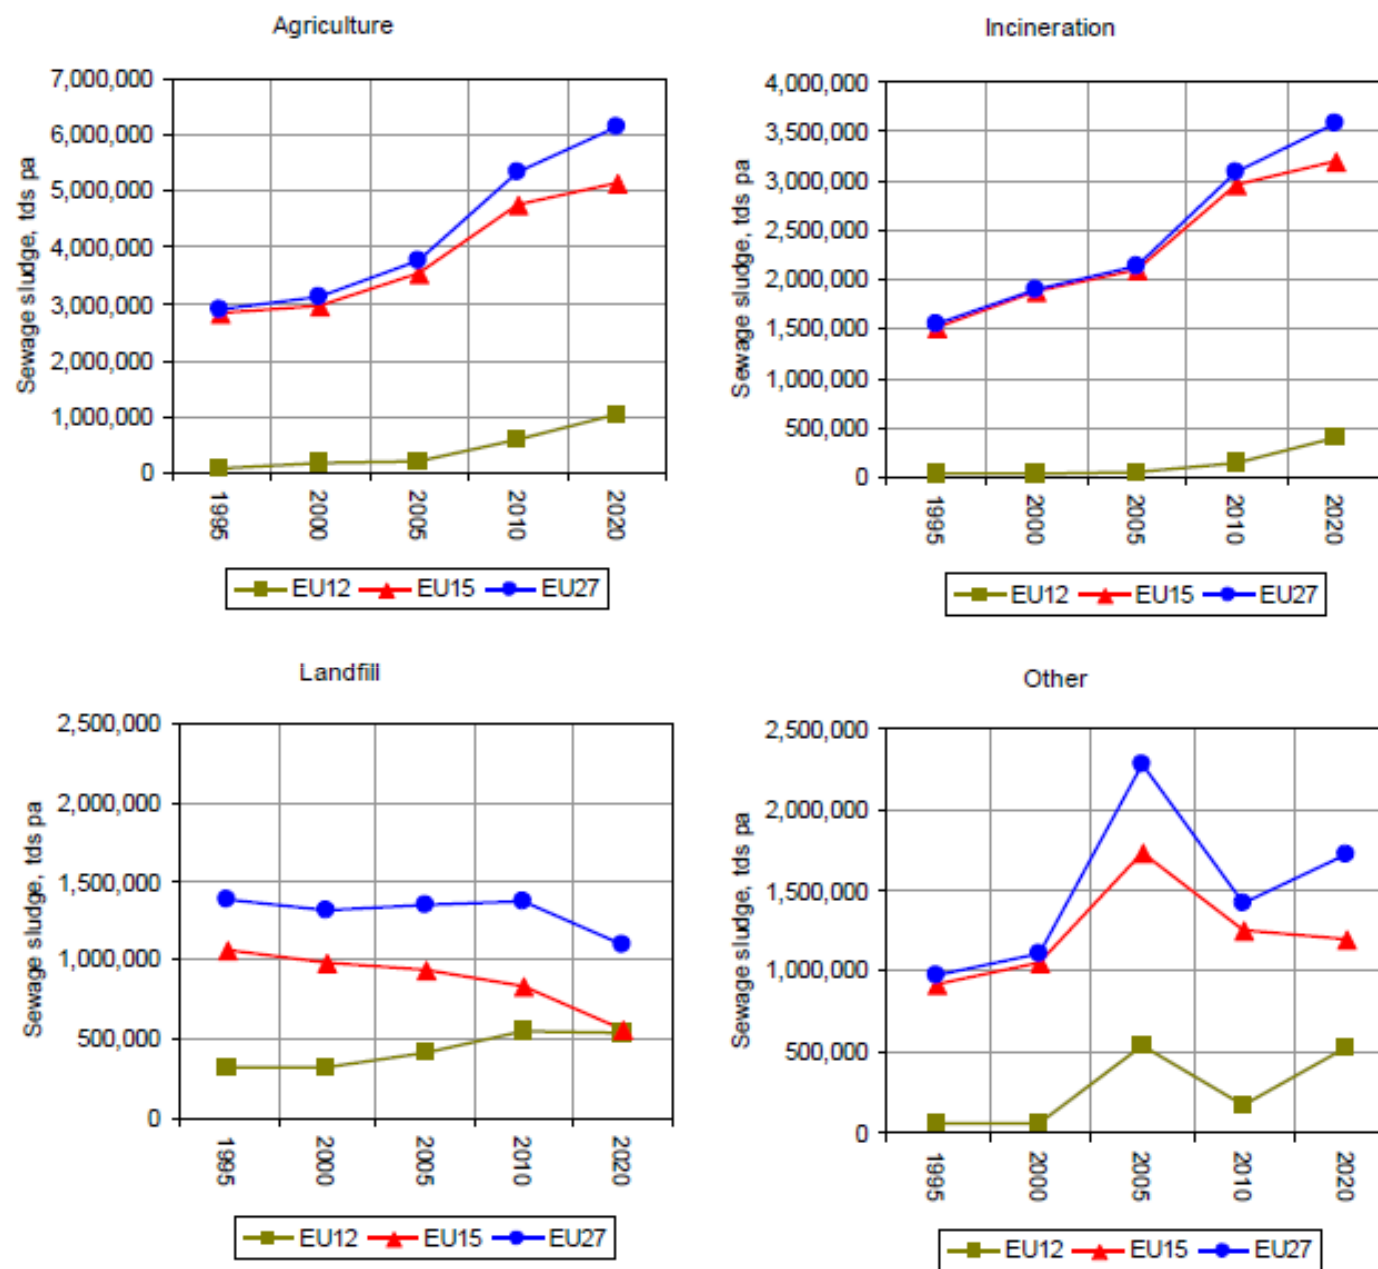 Agriculture
7,000,000
6,000,000
5,000,000
4,000,000
3,000,000
2,000,000
1,000,000
0
Sewage sludge, tds pa
1995 2000 2005 2010 2020
EU12 EU15 EU27
Incineration
4,000,000
3,500,000
3,000,000
2,500,000
2,000,000
1,500,000
1,000,000
500,000
0
Sewage sludge, tds pa
1995 2000 2005 2010 2020
EU12 EU15 EU27
Landfill
2,500,000
2,000,000
1,500,000
1,000,000
500,000
0
Sewage sludge, tds pa
1995 2000 2005 2010 2020
EU12 EU15 EU27
Other
2,500,000
2,000,000
1,500,000
1,000,000
500,000
0
Sewage sludge, tds pa
1995 2000 2005 2010 2020
EU12 EU15 EU27